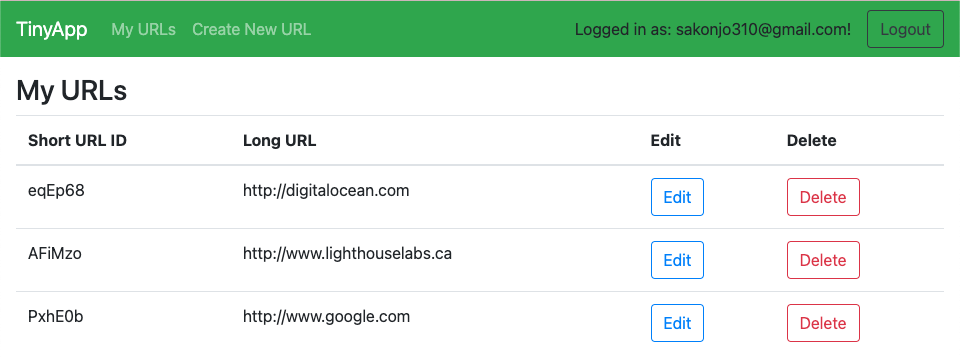 TinyApp My URLs Create New URL Logged in as: sakonjo310@gmail.com! Logout
My URLs
Short URL ID Long URL Edit Delete
eqEp68 http://digitalocean.com Edit Delete
AFiMzo http://www.lighthouselabs.ca Edit Delete
PxhE0b http://www.google.com Edit Delete